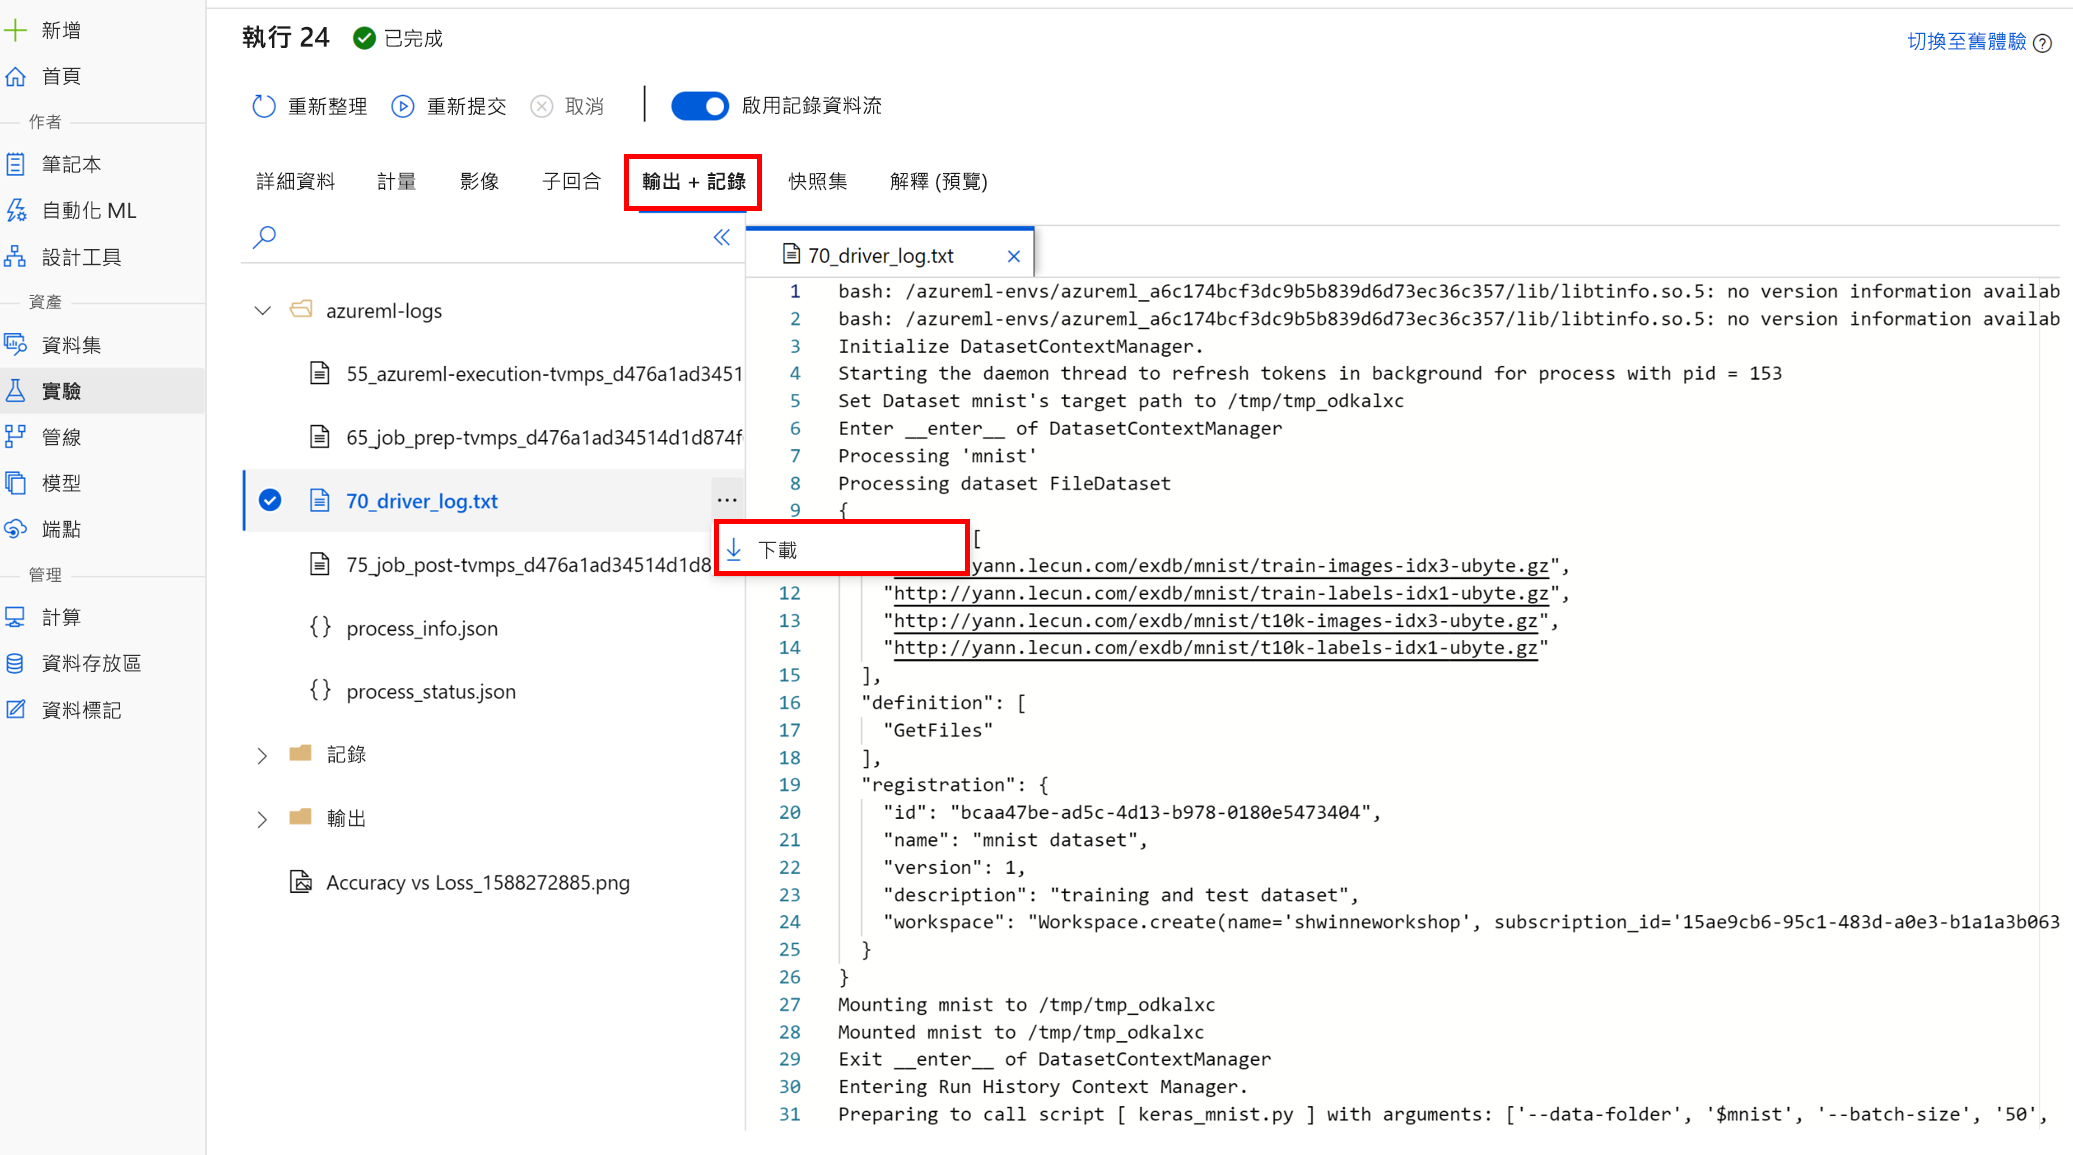 新增
首頁
作者
筆記本
自動化 ML
設計工具
資產
資料集
實驗
管線
模型
端點
管理
計算
資料存放區
資料標記
執行 24 已完成
切換至舊體驗 ?
重新整理 重新提交 取消 啟用記錄資料流
詳細資料 計量 影像 子回合 輸出 + 記錄 快照集 解釋 (預覽)
azureml-logs
55_azureml-execution-tvmps_d476a1ad3451
65_job_prep-tvmps_d476a1ad34514d1d874f
70_driver_log.txt ...
下載
75_job_post-tvmps_d476a1ad34514d1d8
{} process_info.json
{} process_status.json
記錄
輸出
Accuracy vs Loss_1588272885.png
70_driver_log.txt
1 bash: /azureml-envs/azureml_a6c174bcf3dc9b5b839d6d73ec36c357/lib/libtinfo.so.5: no version information availab
2 bash: /azureml-envs/azureml_a6c174bcf3dc9b5b839d6d73ec36c357/lib/libtinfo.so.5: no version information availab
3 Initialize DatasetContextManager.
4 Starting the daemon thread to refresh tokens in background for process with pid = 153
5 Set Dataset mnist's target path to /tmp/tmp_odkalxc
6 Enter __enter__ of DatasetContextManager
7 Processing 'mnist'
8 Processing dataset FileDataset
9 {
[
yann.lecun.com/exdb/mnist/train-images-idx3-ubyte.gz",
12 "http://yann.lecun.com/exdb/mnist/train-labels-idx1-ubyte.gz",
13 "http://yann.lecun.com/exdb/mnist/t10k-images-idx3-ubyte.gz",
14 "http://yann.lecun.com/exdb/mnist/t10k-labels-idx1-ubyte.gz"
15 ],
16 "definition": [
17 "GetFiles"
18 ],
19 "registration": {
20 "id": "bcaa47be-ad5c-4d13-b978-0180e5473404",
21 "name": "mnist dataset",
22 "version": 1,
23 "description": "training and test dataset",
24 "workspace": "Workspace.create(name='shwinneworkshop', subscription_id='15ae9cb6-95c1-483d-a0e3-b1a1a3b063
25 }
26 }
27 Mounting mnist to /tmp/tmp_odkalxc
28 Mounted mnist to /tmp/tmp_odkalxc
29 Exit __enter__ of DatasetContextManager
30 Entering Run History Context Manager.
31 Preparing to call script [ keras_mnist.py ] with arguments: ['--data-folder', '$mnist', '--batch-size', '50',